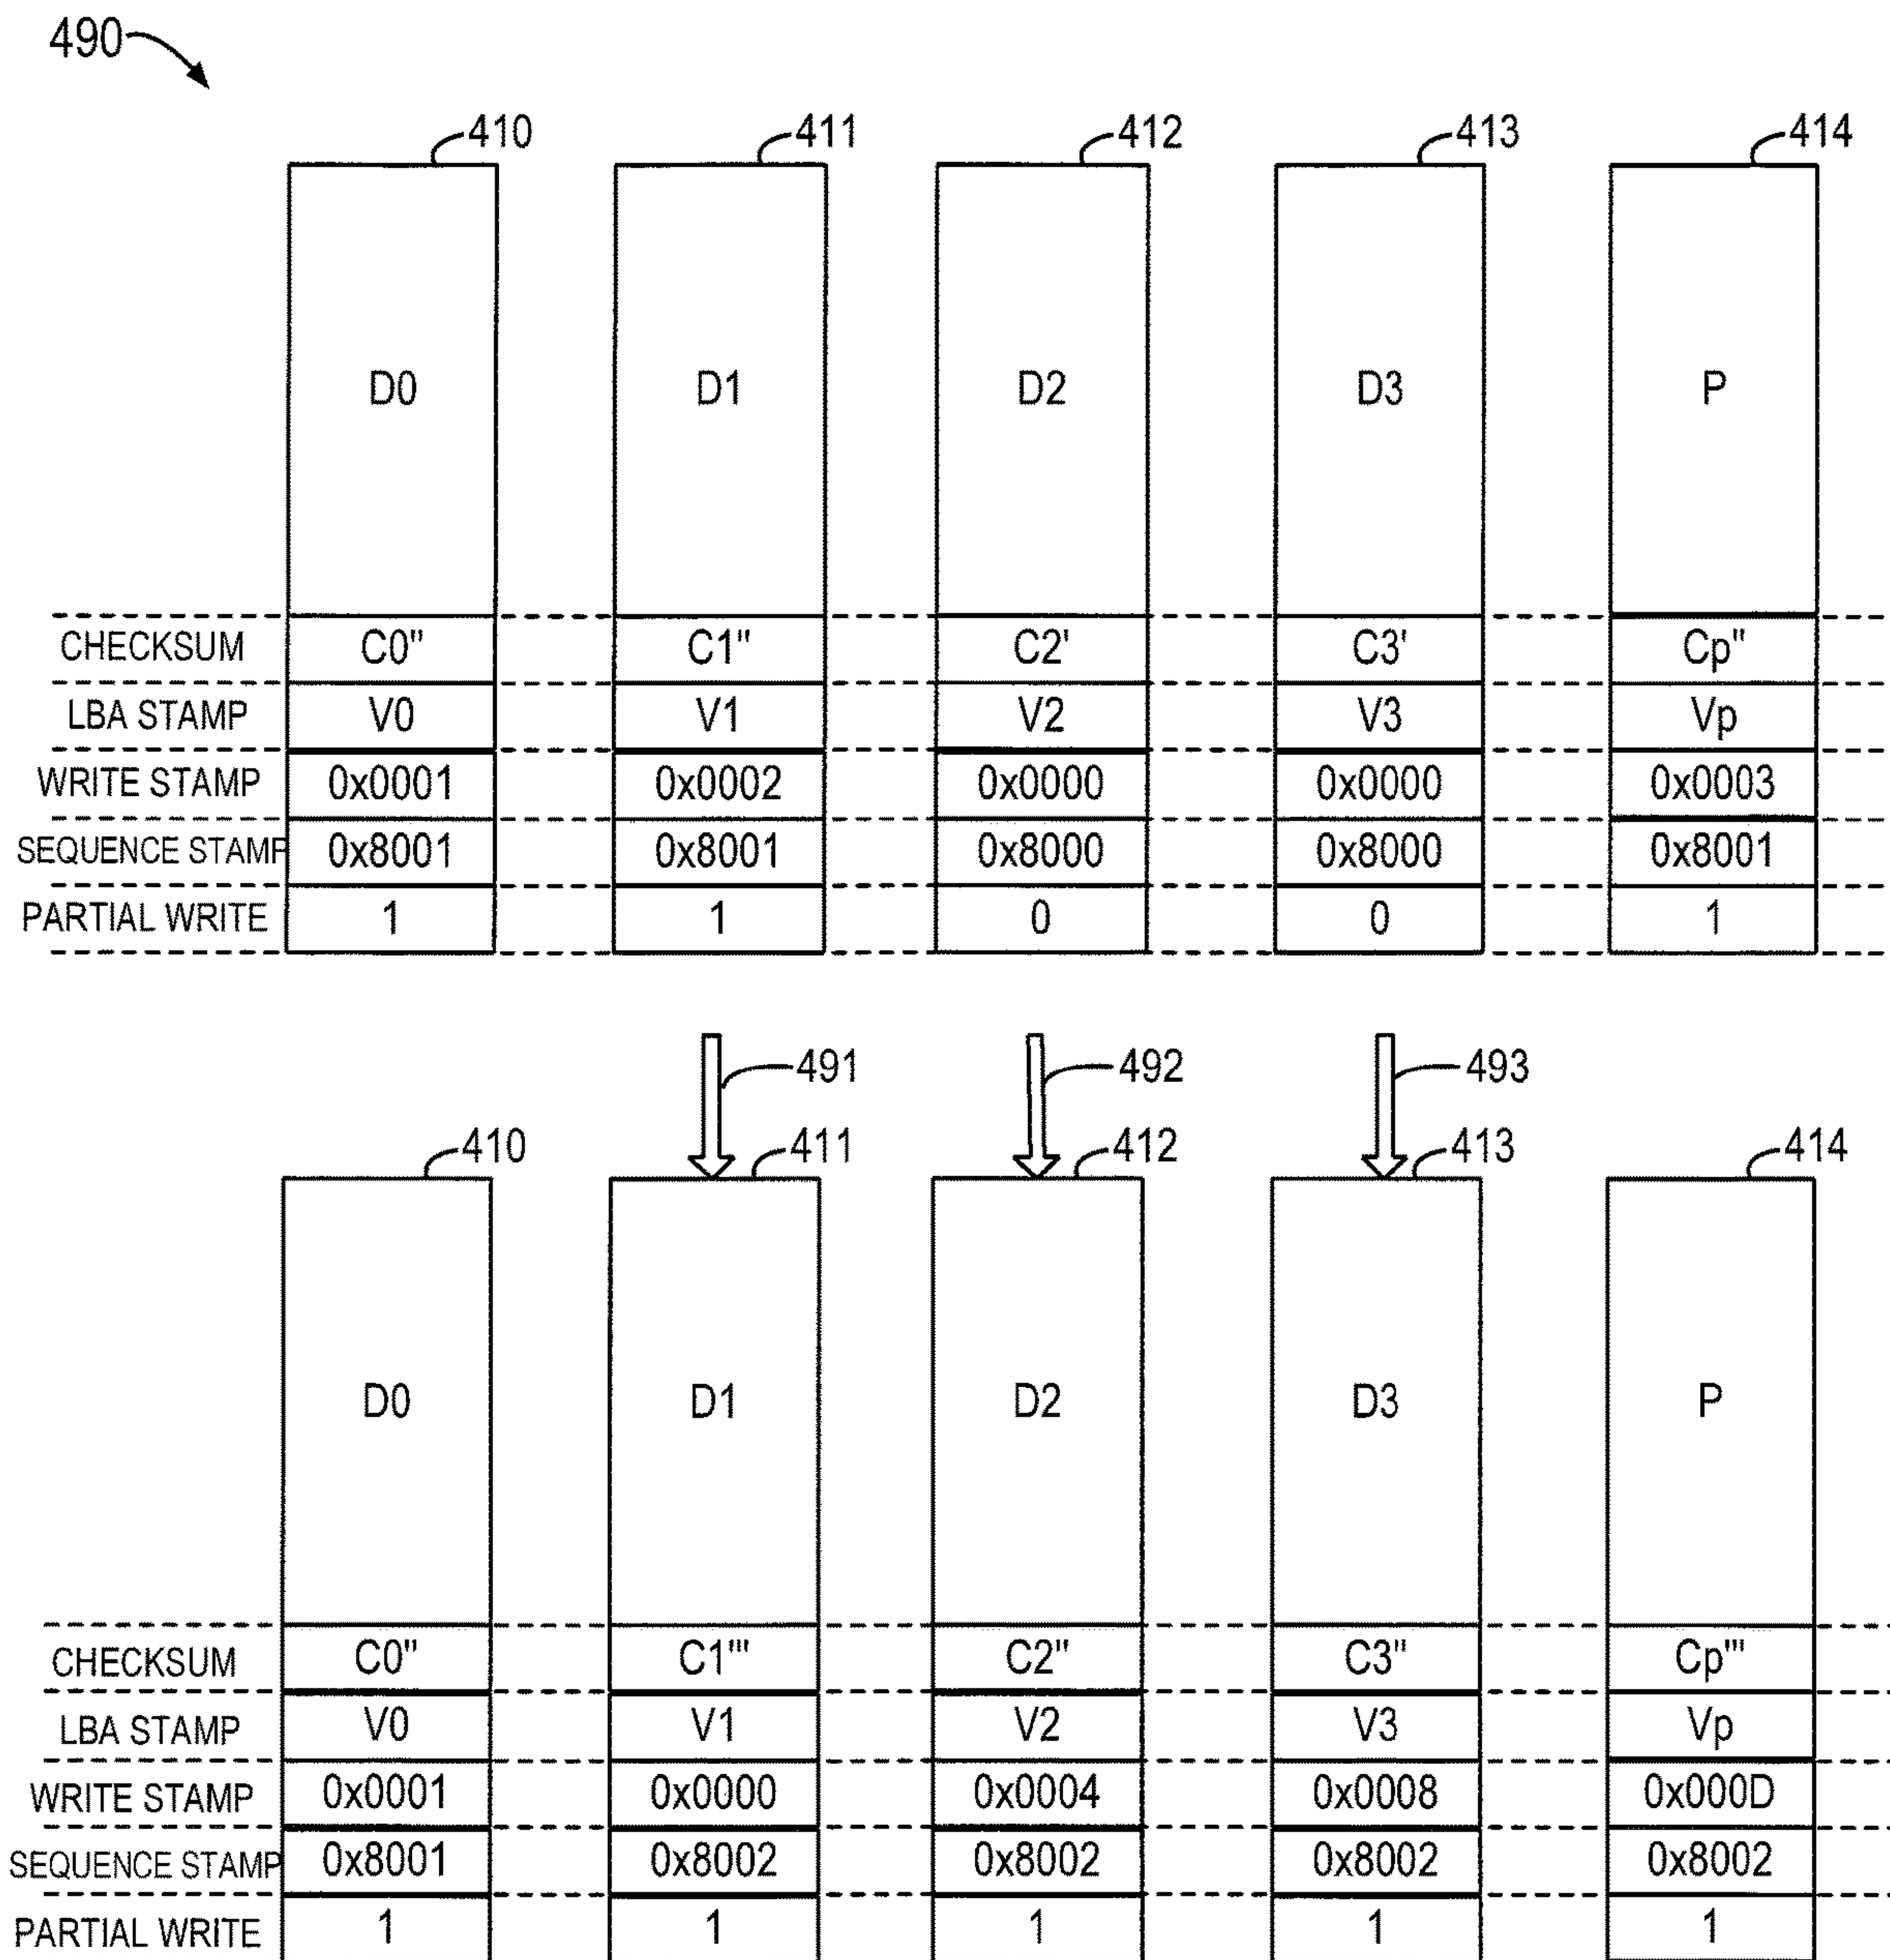 490
410 411 412 413 414
D0 D1 D2 D3 P
CHECKSUM C0" C1" C2' C3' Cp"
LBA STAMP V0 V1 V2 V3 Vp
WRITE STAMP 0x0001 0x0002 0x0000 0x0000 0x0003
SEQUENCE STAMP 0x8001 0x8001 0x8000 0x8000 0x8001
PARTIAL WRITE 1 1 0 0 1
491 492 493
410 411 412 413 414
D0 D1 D2 D3 P
CHECKSUM C0" C1''' C2" C3" Cp'''
LBA STAMP V0 V1 V2 V3 Vp
WRITE STAMP 0x0001 0x0000 0x0004 0x0008 0x000D
SEQUENCE STAMP 0x8001 0x8002 0x8002 0x8002 0x8002
PARTIAL WRITE 1 1 1 1 1